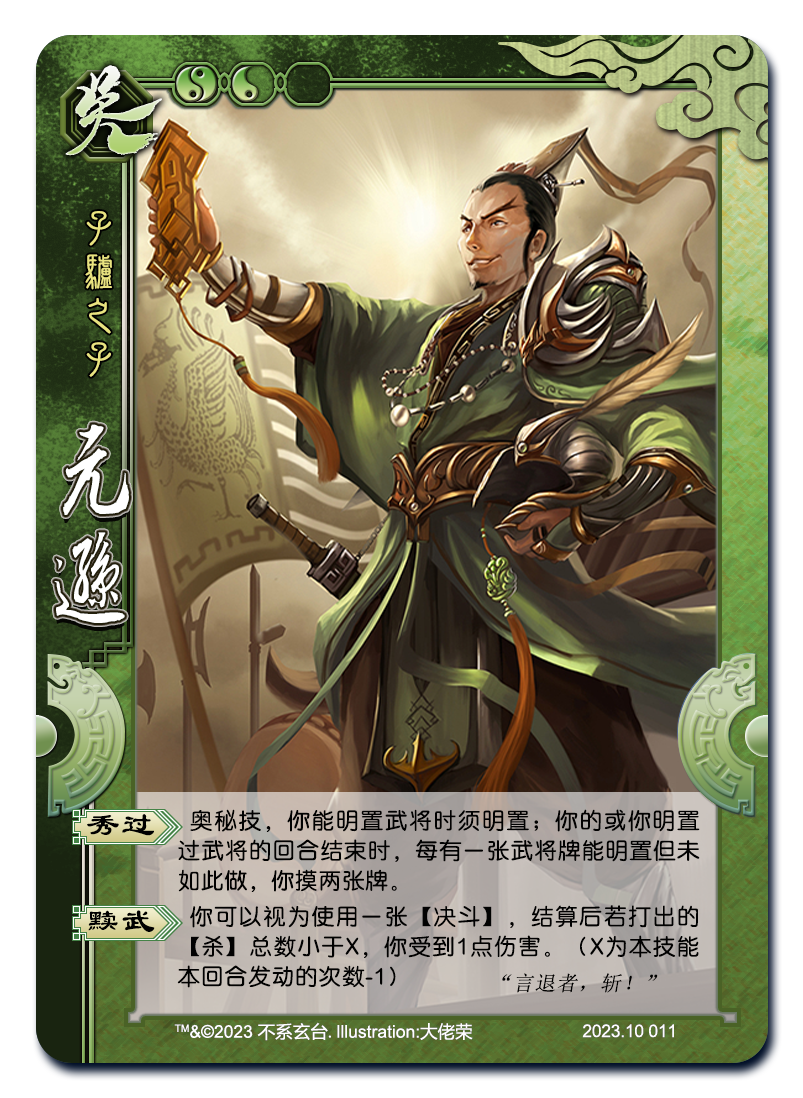 吴
子驢之子
元遜
秀过
奥秘技，你能明置武将时须明置；你的或你明置
过武将的回合结束时，每有一张武将牌能明置但未
如此做，你摸两张牌。
黩武
你可以视为使用一张【决斗】，结算后若打出的
【杀】总数小于X，你受到1点伤害。（X为本技能
本回合发动的次数-1）
“言退者，斩！”
™&©2023 不系玄台. Illustration:大佬荣
2023.10 011